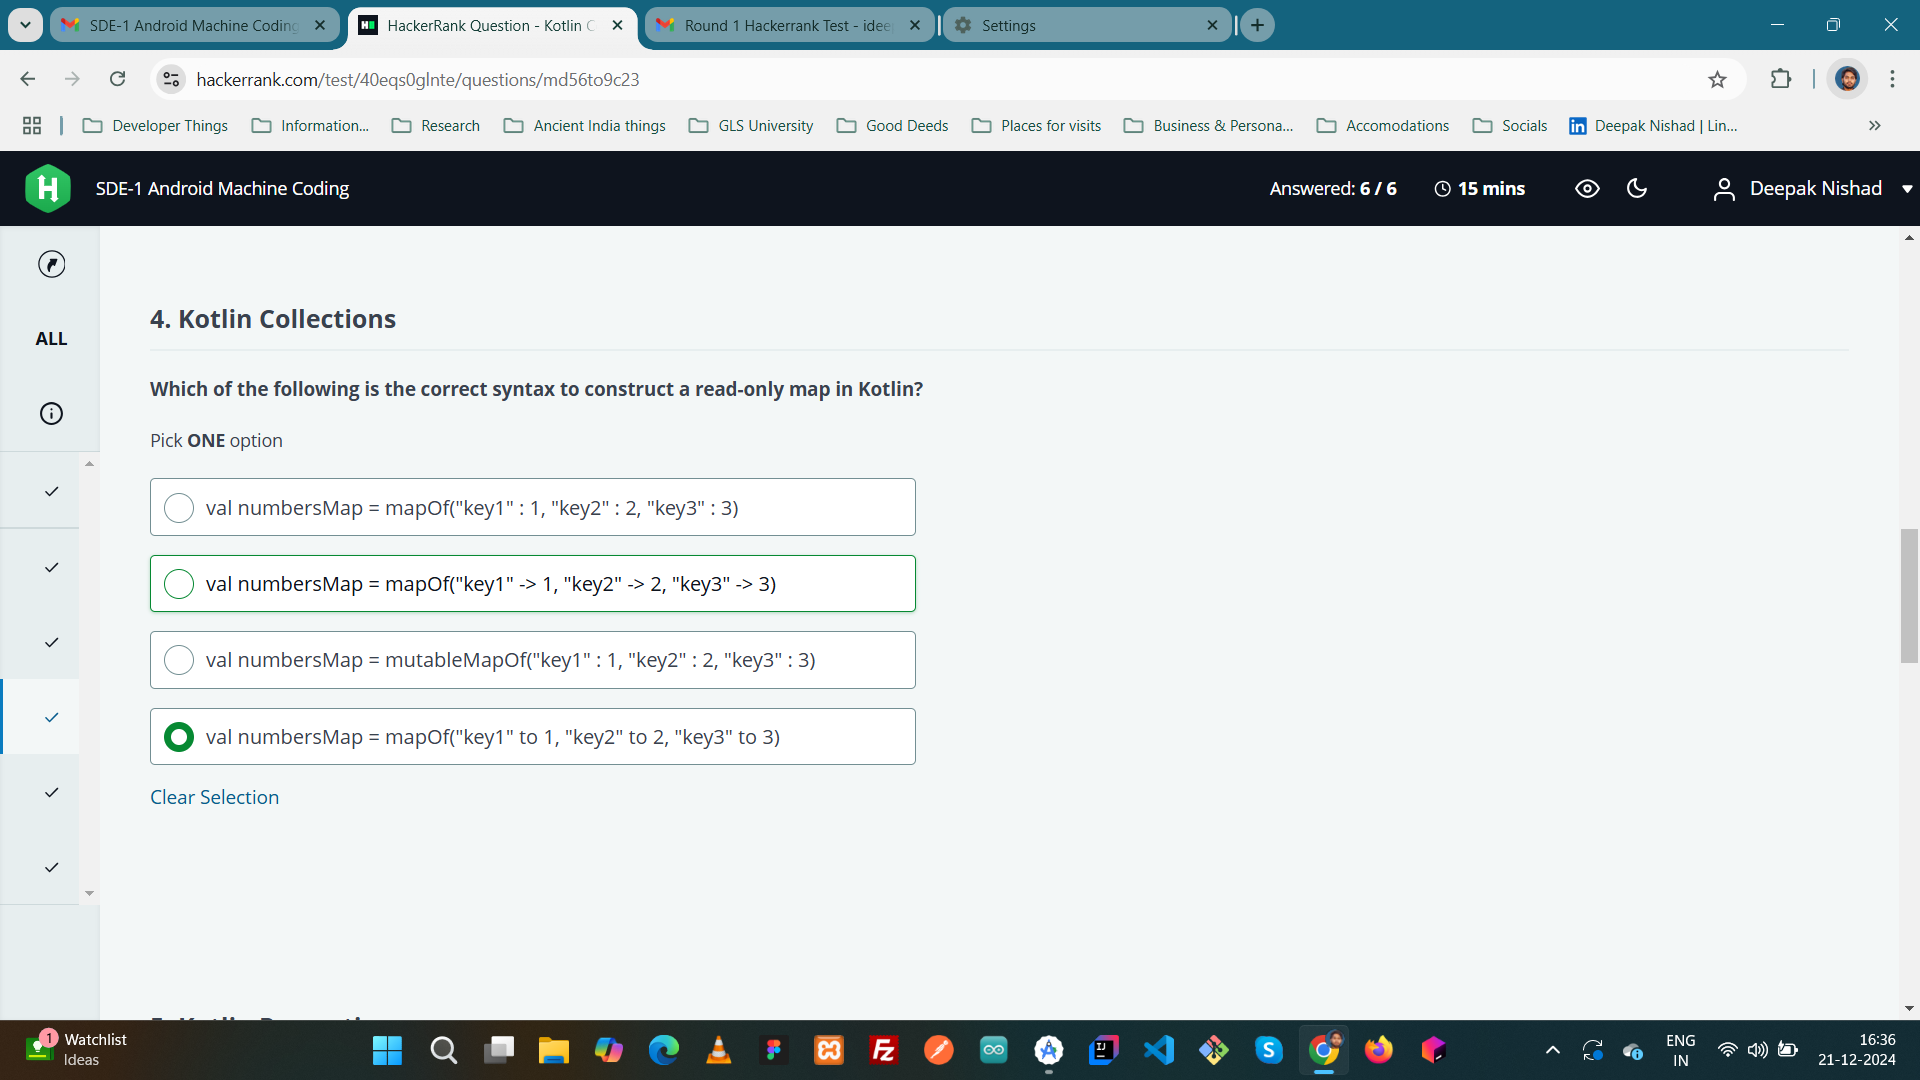 SDE-1 Android Machine Coding
HackerRank Question - Kotlin C
Round 1 Hackerrank Test - idee
Settings
hackerrank.com/test/40eqs0glnte/questions/md56to9c23
Developer Things
Information...
Research
Ancient India things
GLS University
Good Deeds
Places for visits
Business & Persona...
Accomodations
Socials
Deepak Nishad | Lin...
SDE-1 Android Machine Coding
Answered: 6 / 6
15 mins
Deepak Nishad
ALL
4. Kotlin Collections
Which of the following is the correct syntax to construct a read-only map in Kotlin?
Pick ONE option
val numbersMap = mapOf("key1" : 1, "key2" : 2, "key3" : 3)
val numbersMap = mapOf("key1" -> 1, "key2" -> 2, "key3" -> 3)
val numbersMap = mutableMapOf("key1" : 1, "key2" : 2, "key3" : 3)
val numbersMap = mapOf("key1" to 1, "key2" to 2, "key3" to 3)
Clear Selection
1
Watchlist
Ideas
ENG
IN
16:36
21-12-2024